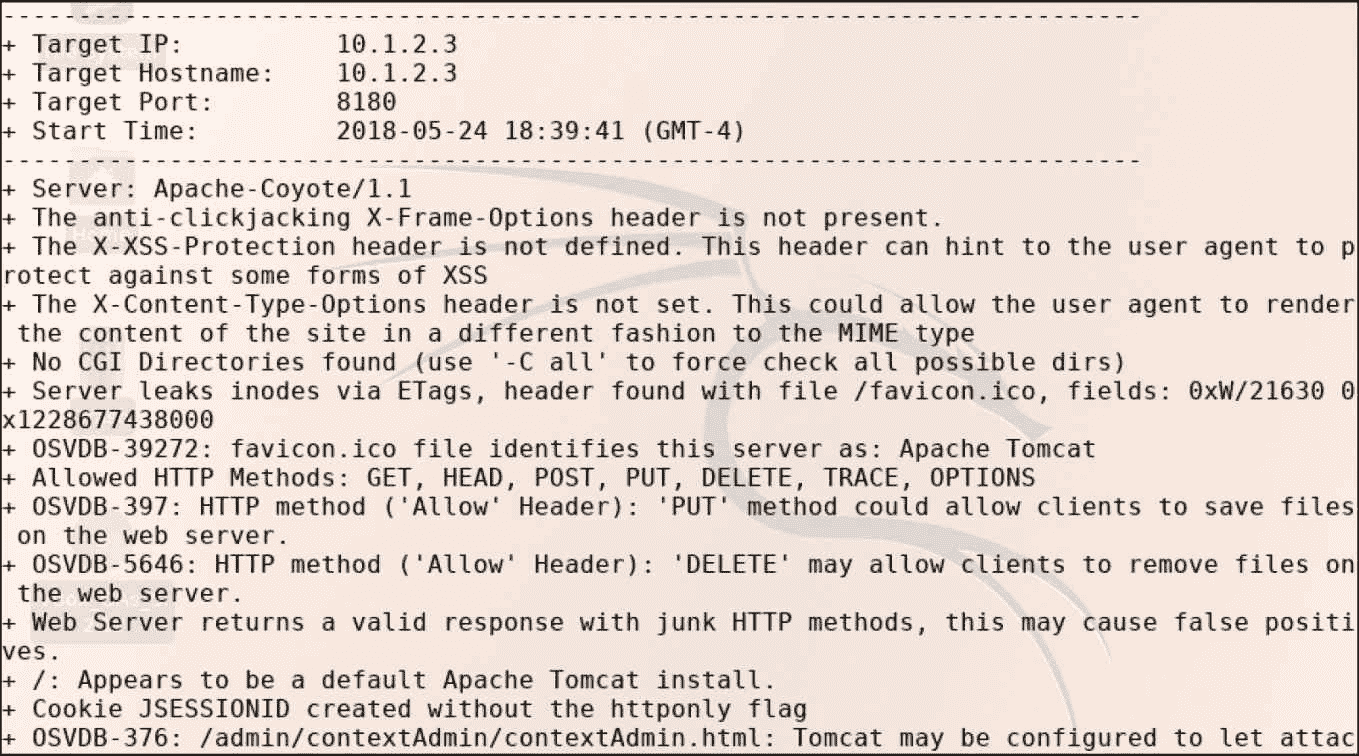 ---------------------------------------------------------------------------
+ Target IP:          10.1.2.3
+ Target Hostname:    10.1.2.3
+ Target Port:        8180
+ Start Time:         2018-05-24 18:39:41 (GMT-4)
---------------------------------------------------------------------------
+ Server: Apache-Coyote/1.1
+ The anti-clickjacking X-Frame-Options header is not present.
+ The X-XSS-Protection header is not defined. This header can hint to the user agent to p
rotect against some forms of XSS
+ The X-Content-Type-Options header is not set. This could allow the user agent to render
 the content of the site in a different fashion to the MIME type
+ No CGI Directories found (use '-C all' to force check all possible dirs)
+ Server leaks inodes via ETags, header found with file /favicon.ico, fields: 0xW/21630 0
x1228677438000
+ OSVDB-39272: favicon.ico file identifies this server as: Apache Tomcat
+ Allowed HTTP Methods: GET, HEAD, POST, PUT, DELETE, TRACE, OPTIONS
+ OSVDB-397: HTTP method ('Allow' Header): 'PUT' method could allow clients to save files
 on the web server.
+ OSVDB-5646: HTTP method ('Allow' Header): 'DELETE' may allow clients to remove files on
 the web server.
+ Web Server returns a valid response with junk HTTP methods, this may cause false positi
ves.
+ /: Appears to be a default Apache Tomcat install.
+ Cookie JSESSIONID created without the httponly flag
+ OSVDB-376: /admin/contextAdmin/contextAdmin.html: Tomcat may be configured to let attac